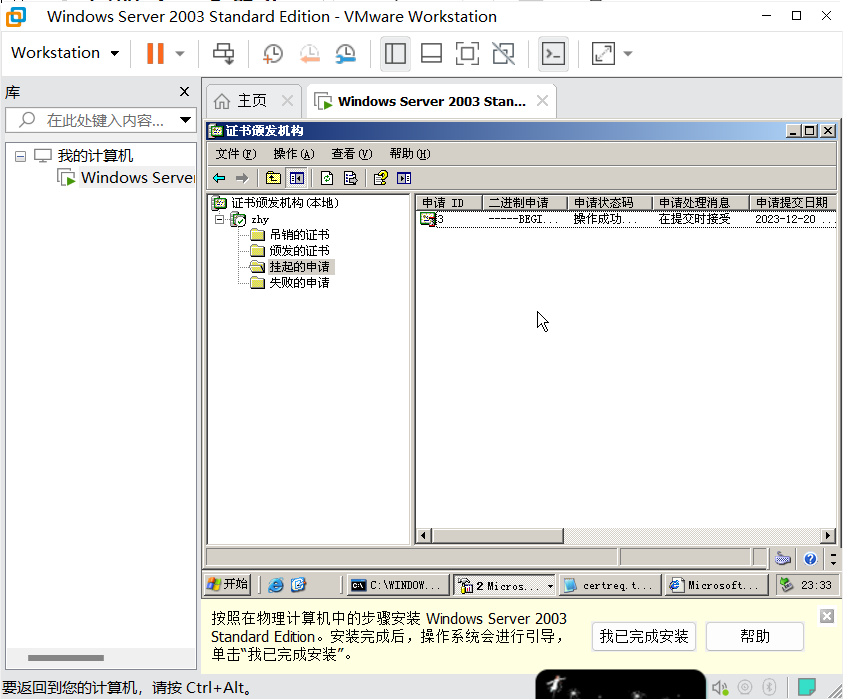 Windows Server 2003 Standard Edition - VMware Workstation
Workstation
库
在此处键入内容...
我的计算机
Windows Server
主页
Windows Server 2003 Stan...
证书颁发机构
文件(F) 操作(A) 查看(V) 帮助(H)
证书颁发机构(本地)
zhy
吊销的证书
颁发的证书
挂起的申请
失败的申请
申请 ID 二进制申请 申请状态码 申请处理消息 申请提交日期
3 -----BEGI... 操作成功... 在提交时接受 2023-12-20 ...
开始 C:\WINDOW... 2 Micros... certreq.t... Microsoft... 23:33
按照在物理计算机中的步骤安装 Windows Server 2003
Standard Edition。安装完成后，操作系统会进行引导，
单击“我已完成安装”。
我已完成安装
帮助
要返回到您的计算机，请按 Ctrl+Alt。